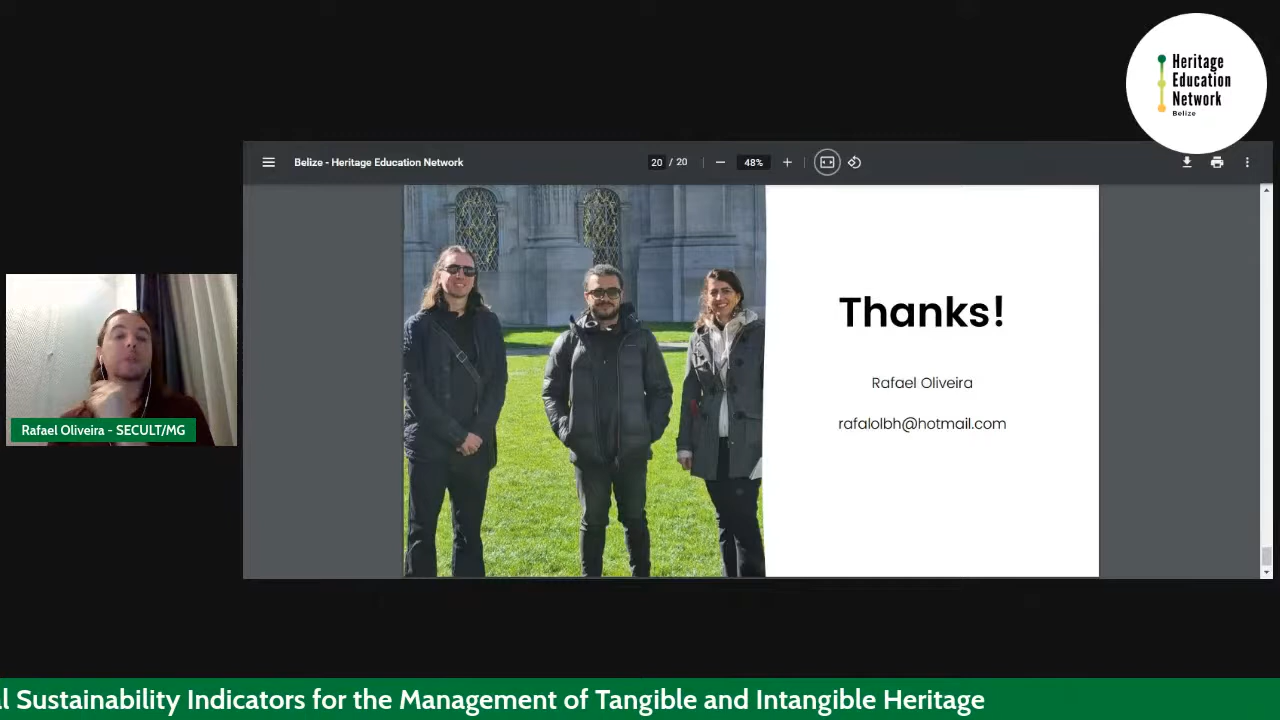 Heritage
Education
Network
Belize
Belize - Heritage Education Network
20 / 20
48%
Thanks!
Rafael Oliveira
rafalolbh@hotmail.com
Rafael Oliveira - SECULT/MG
l Sustainability Indicators for the Management of Tangible and Intangible Heritage